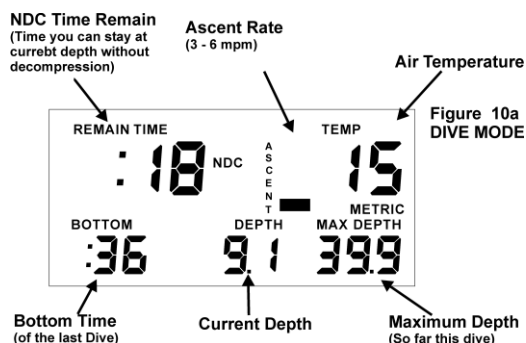 NDC Time Remain
(Time you can stay at
currebt depth without
decompression)
Ascent Rate
(3 - 6 mpm)
Air Temperature
Figure 10a
DIVE MODE
REMAIN TIME
:18 NDC
ASCENT
TEMP
15
METRIC
BOTTOM
:36
DEPTH
9.1
MAX DEPTH
39.9
Bottom Time
(of the last Dive)
Current Depth
Maximum Depth
(So far this dive)